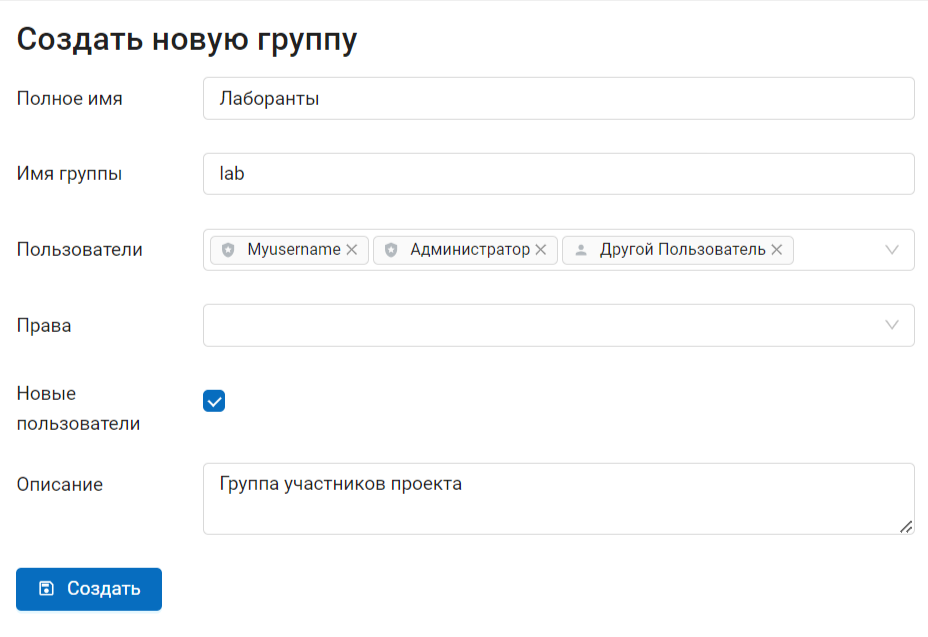 Создать новую группу
Полное имя
Лаборанты
Имя группы
lab
Пользователи
Myusername
Администратор
Другой Пользователь
Права
Новые
пользователи
Описание
Группа участников проекта
Создать